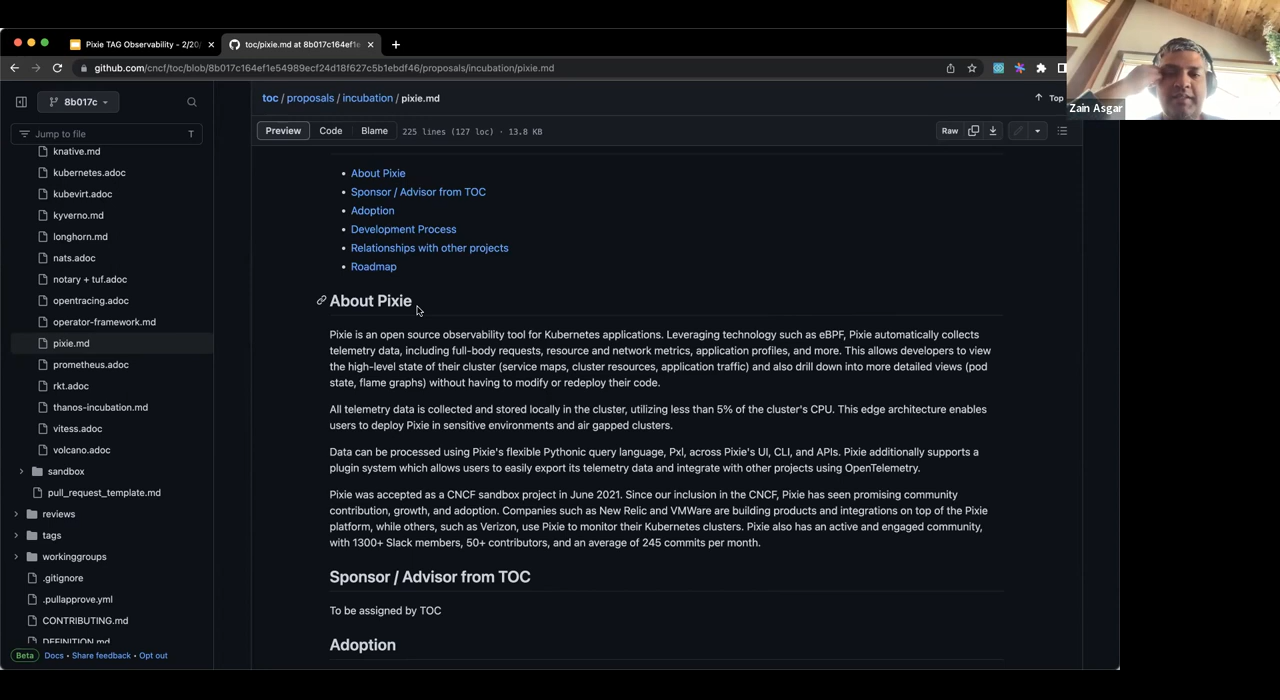 Pixie TAG Observability - 2/20/
toc/pixie.md at 8b017c164ef1e
github.com/cncf/toc/blob/8b017c164ef1e54989ecf24d18f627c5b1ebdf46/proposals/incubation/pixie.md
Zain Asgar
8b017c
toc / proposals / incubation / pixie.md
Top
Jump to file
T
Preview
Code
Blame
225 lines (127 loc) · 13.8 KB
Raw
knative.md
kubernetes.adoc
kubevirt.adoc
kyverno.md
longhorn.md
nats.adoc
notary + tuf.adoc
opentracing.adoc
operator-framework.md
pixie.md
prometheus.adoc
rkt.adoc
thanos-incubation.md
vitess.adoc
volcano.adoc
sandbox
pull_request_template.md
reviews
tags
workinggroups
.gitignore
.pullapprove.yml
CONTRIBUTING.md
DEFINITION.md
Beta Docs • Share feedback • Opt out
• About Pixie
• Sponsor / Advisor from TOC
• Adoption
• Development Process
• Relationships with other projects
• Roadmap
About Pixie
Pixie is an open source observability tool for Kubernetes applications. Leveraging technology such as eBPF, Pixie automatically collects
telemetry data, including full-body requests, resource and network metrics, application profiles, and more. This allows developers to view
the high-level state of their cluster (service maps, cluster resources, application traffic) and also drill down into more detailed views (pod
state, flame graphs) without having to modify or redeploy their code.
All telemetry data is collected and stored locally in the cluster, utilizing less than 5% of the cluster's CPU. This edge architecture enables
users to deploy Pixie in sensitive environments and air gapped clusters.
Data can be processed using Pixie's flexible Pythonic query language, Pxl, across Pixie's UI, CLI, and APIs. Pixie additionally supports a
plugin system which allows users to easily export its telemetry data and integrate with other projects using OpenTelemetry.
Pixie was accepted as a CNCF sandbox project in June 2021. Since our inclusion in the CNCF, Pixie has seen promising community
contribution, growth, and adoption. Companies such as New Relic and VMWare are building products and integrations on top of the Pixie
platform, while others, such as Verizon, use Pixie to monitor their Kubernetes clusters. Pixie also has an active and engaged community,
with 1300+ Slack members, 50+ contributors, and an average of 245 commits per month.
Sponsor / Advisor from TOC
To be assigned by TOC
Adoption